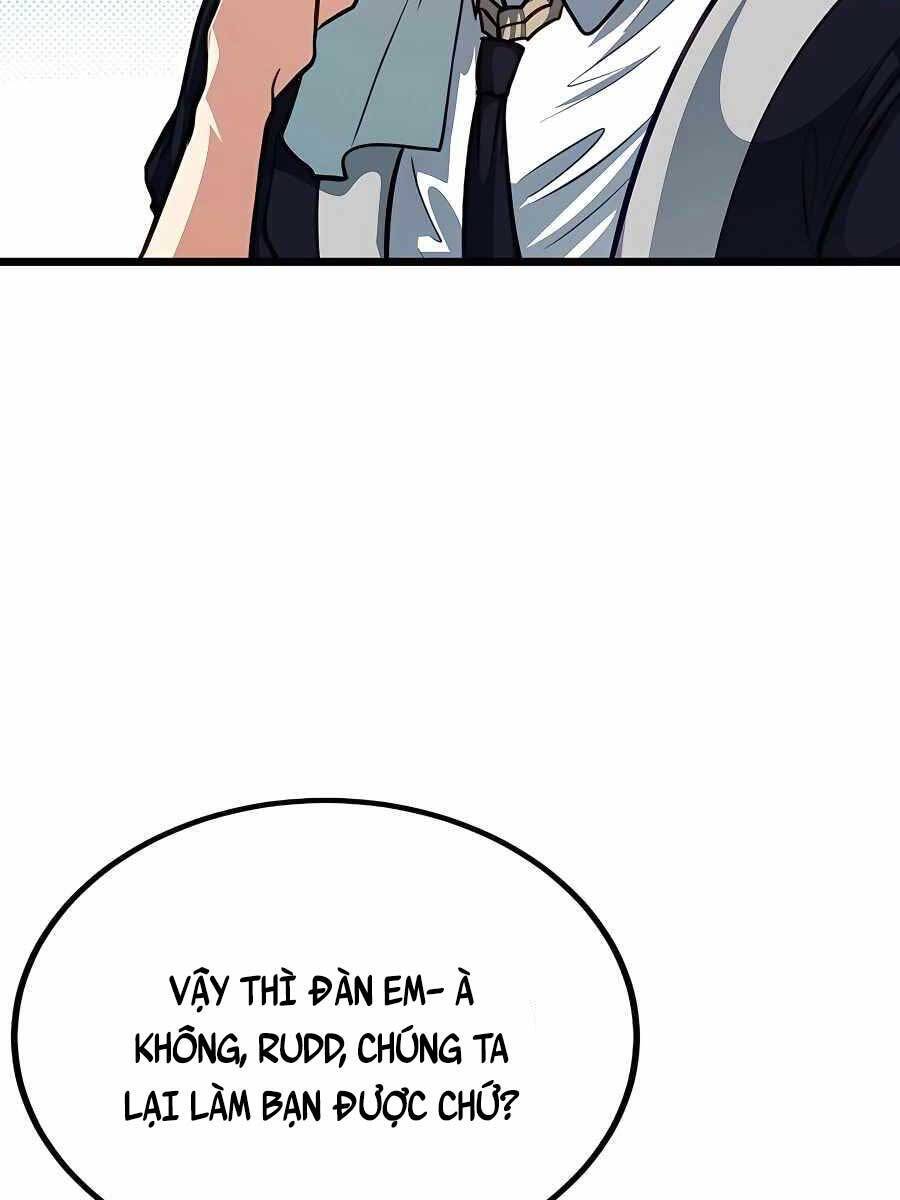 VẬY THÌ ĐÀN EM- À
KHÔNG, RUDD, CHÚNG TA
LẠI LÀM BẠN ĐƯỢC CHỨ?